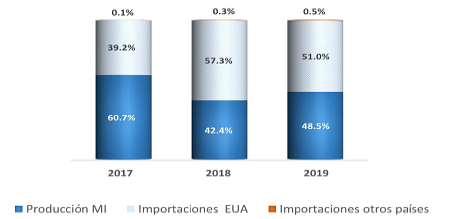 0.1% 0.3% 0.5%
39.2% 57.3% 51.0%
60.7% 42.4% 48.5%
2017 2018 2019
Producción MI Importaciones EUA Importaciones otros países